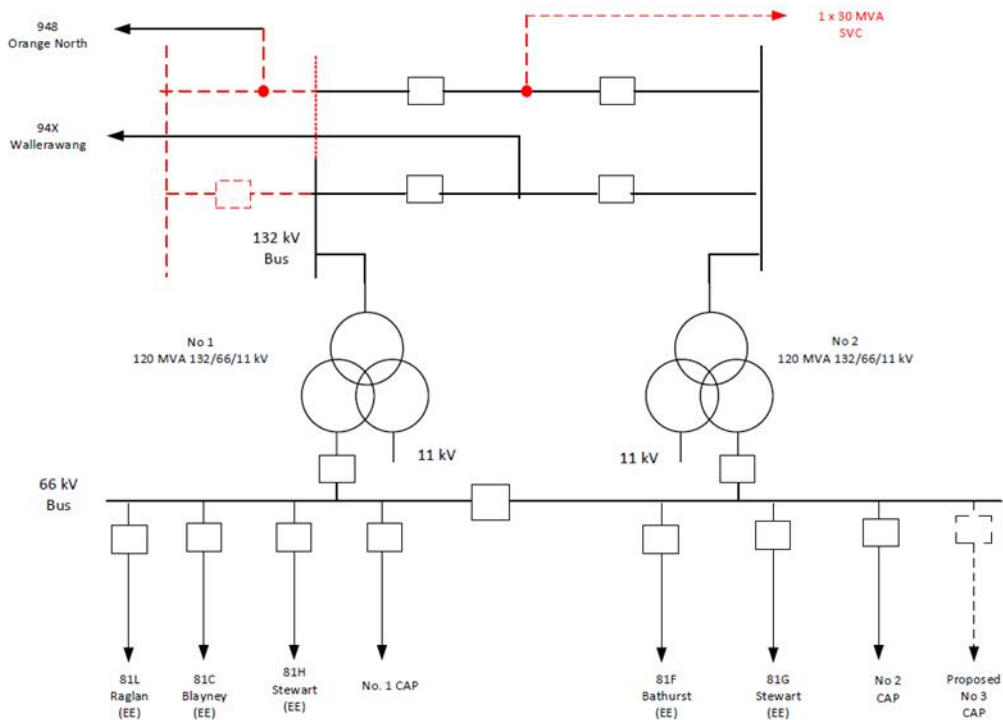 948
Orange North
1 x 30 MVA
SVC
94X
Wallerawang
132 kV
Bus
No 1
120 MVA 132/66/11 kV
No 2
120 MVA 132/66/11 kV
11 kV
11 kV
66 kV
Bus
81L
Raglan
(EE)
81C
Blayney
(EE)
81H
Stewart
(EE)
No. 1 CAP
81F
Bathurst
(EE)
81G
Stewart
(EE)
No 2
CAP
Proposed
No 3
CAP